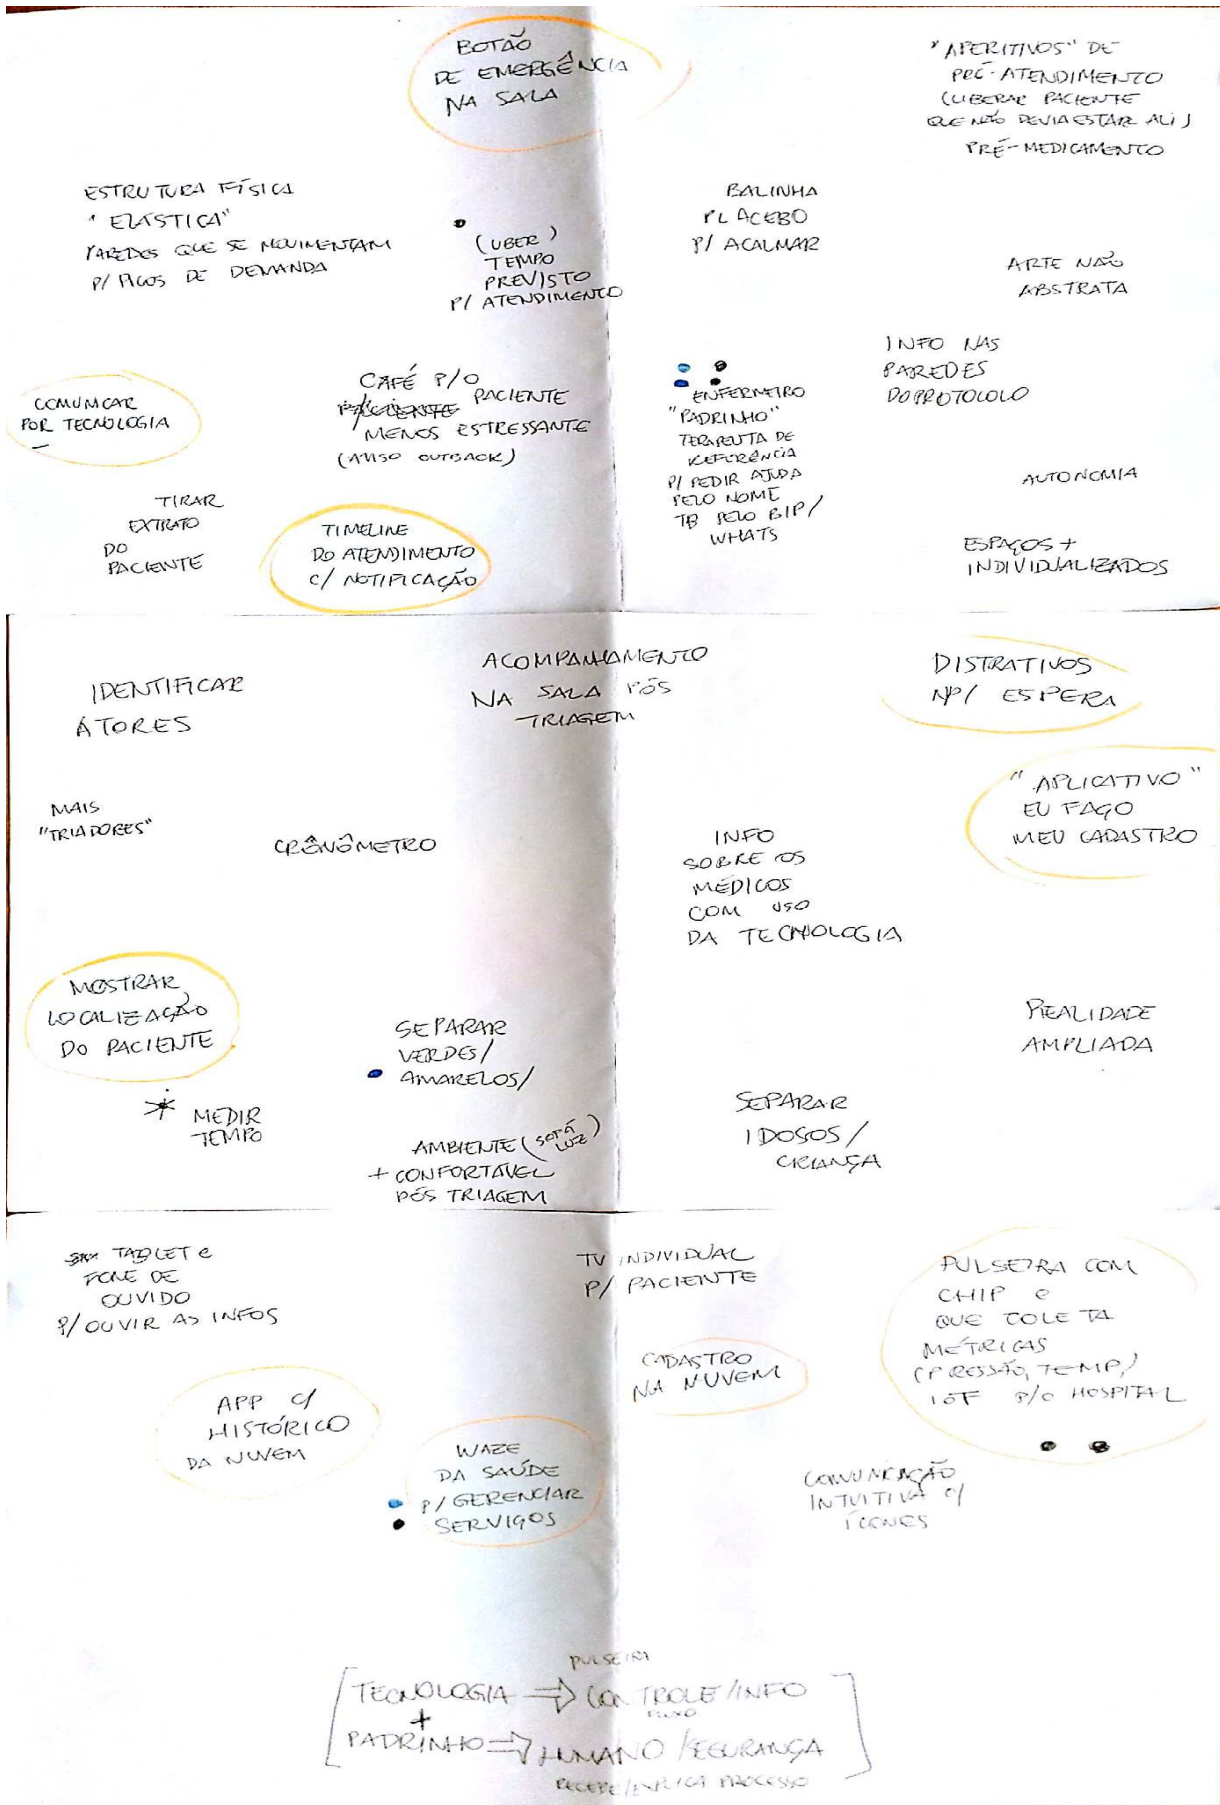 BOTÃO
DE EMERGÊNCIA
NA SALA
"APERITIVOS" DE
PRÉ-ATENDIMENTO
(LIBERAR PACIENTE
QUE NÃO DEVIA ESTAR ALI)
PRÉ-MEDICAMENTO
ESTRUTURA FÍSICA
"ELÁSTICA"
PAREDES QUE SE MOVIMENTAM
P/ PICOS DE DEMANDA
(UBER)
TEMPO
PREVISTO
P/ ATENDIMENTO
BALINHA
PLACEBO
P/ ACALMAR
ARTE NÃO
ABSTRATA
COMUNICAR
POR TECNOLOGIA
CAFÉ P/O
PACIENTE PACIENTE
MENOS ESTRESSANTE
(AVISO OUTBACK)
ENFERMEIRO
"PADRINHO"
TERAPEUTA DE
REFERÊNCIA
P/ PEDIR AJUDA
PELO NOME
TB PELO BIP/
WHATS
INFO NAS
PAREDES
DO PROTOCOLO
AUTONOMIA
TIRAR
EXTRATO
DO
PACIENTE
TIMELINE
DO ATENDIMENTO
C/ NOTIFICAÇÃO
ESPAÇOS +
INDIVIDUALIZADOS
IDENTIFICAR
ATORES
ACOMPANHAMENTO
NA SALA PÓS
TRIAGEM
DISTRATIVOS
P/ ESPERA
MAIS
"TRIADORES"
CRÔNÔMETRO
INFO
SOBRE OS
MÉDICOS
COM USO
DA TECNOLOGIA
"APLICATIVO"
EU FAÇO
MEU CADASTRO
MOSTRAR
LOCALIZAÇÃO
DO PACIENTE
MEDIR
TEMPO
SEPARAR
VERDES/
AMARELOS/
AMBIENTE (SOFÁ LUZ)
+ CONFORTÁVEL
PÓS TRIAGEM
SEPARAR
IDOSOS/
CRIANÇA
REALIDADE
AMPLIADA
TABLET e
FONE DE
OUVIDO
P/ OUVIR AS INFOS
TV INDIVIDUAL
P/ PACIENTE
PULSEIRA COM
CHIP e
QUE COLETA
MÉTRICAS
(PRESSÃO, TEMP,)
IOT P/O HOSPITAL
APP C/
HISTÓRICO
DA NUVEM
CADASTRO
NA NUVEM
WAZE
DA SAÚDE
P/ GERENCIAR
SERVIÇOS
COMUNICAÇÃO
INTUITIVA C/
ÍCONES
PULSEIRA
TECNOLOGIA ⇒ CONTROLE/INFO
FLUXO
+
PADRINHO ⇒ HUMANO/SEGURANÇA
RECEBE/EXPLICA PROCESSO